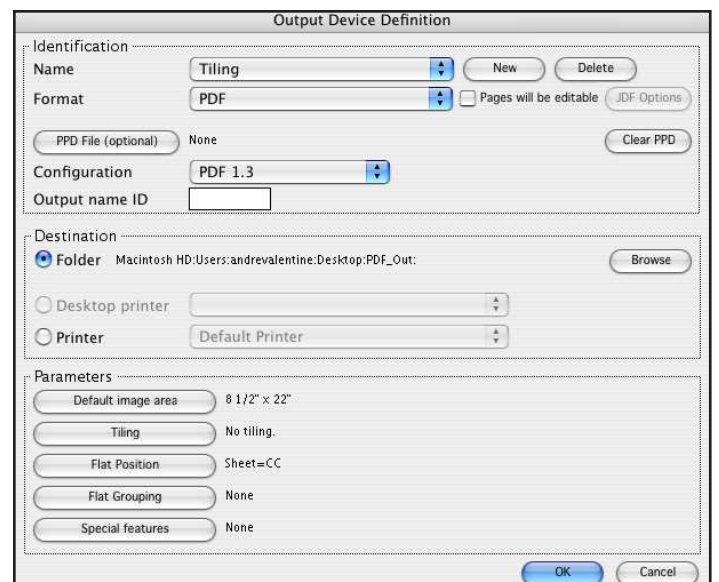 Output Device Definition
Identification
Name Tiling New Delete
Format PDF Pages will be editable JDF Options
PPD File (optional) None Clear PPD
Configuration PDF 1.3
Output name ID
Destination
Folder Macintosh HD:Users:andrevalentine:Desktop:PDF_Out: Browse
Desktop printer
Printer Default Printer
Parameters
Default image area 8 1/2" x 22"
Tiling No tiling.
Flat Position Sheet=CC
Flat Grouping None
Special features None
OK Cancel